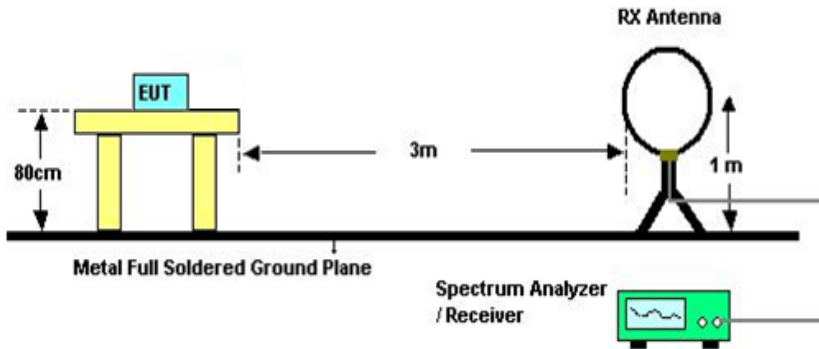 RX Antenna
EUT
3m
80cm
1 m
Metal Full Soldered Ground Plane
Spectrum Analyzer
/ Receiver